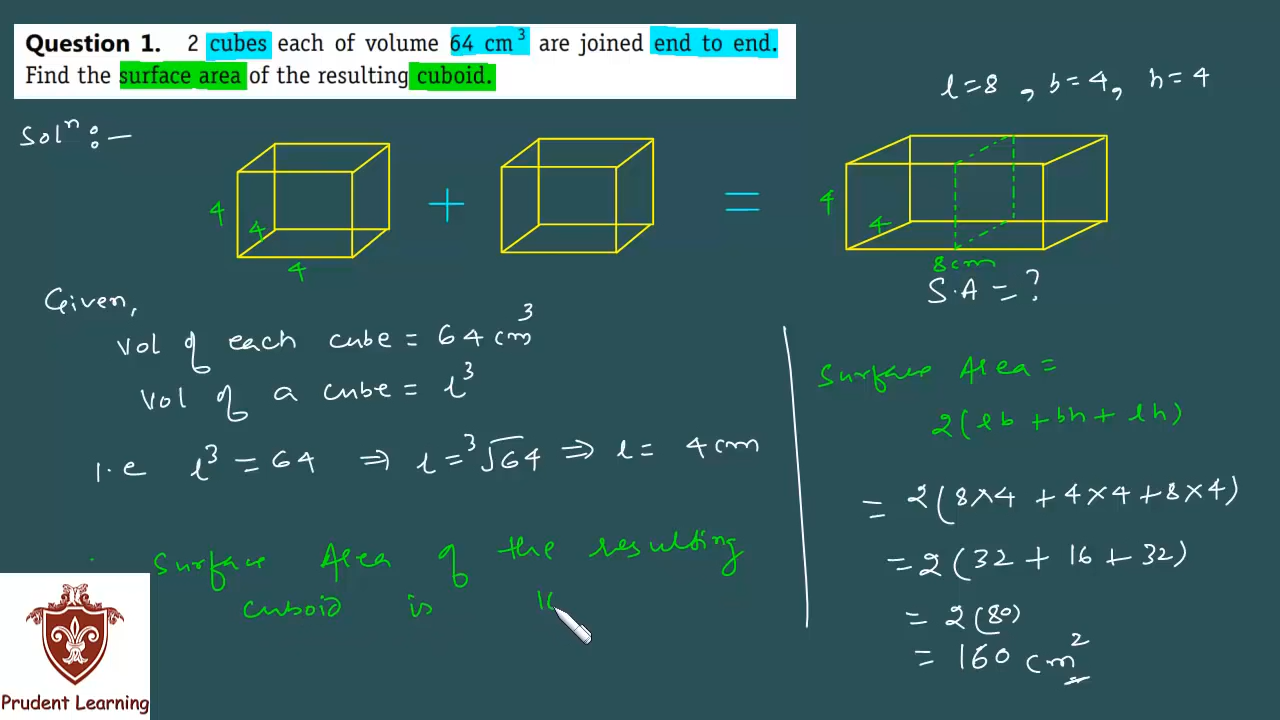 Question 1. 2 cubes each of volume 64 cm³ are joined end to end.
Find the surface area of the resulting cuboid.
l=8 , b=4, h=4
Solⁿ :–
4 4 4
+
=
4 4 8cm
S.A = ?
Given,
Vol of each cube = 64 cm³
Vol of a cube = l³
i.e l³ = 64 ⇒ l = ³√64 ⇒ l = 4cm
Surface Area of the resulting
cuboid is 16
Surface Area =
2(lb + bh + lh)
= 2(8×4 + 4×4 + 8×4)
= 2(32 + 16 + 32)
= 2(80)
= 160 cm²
Prudent Learning